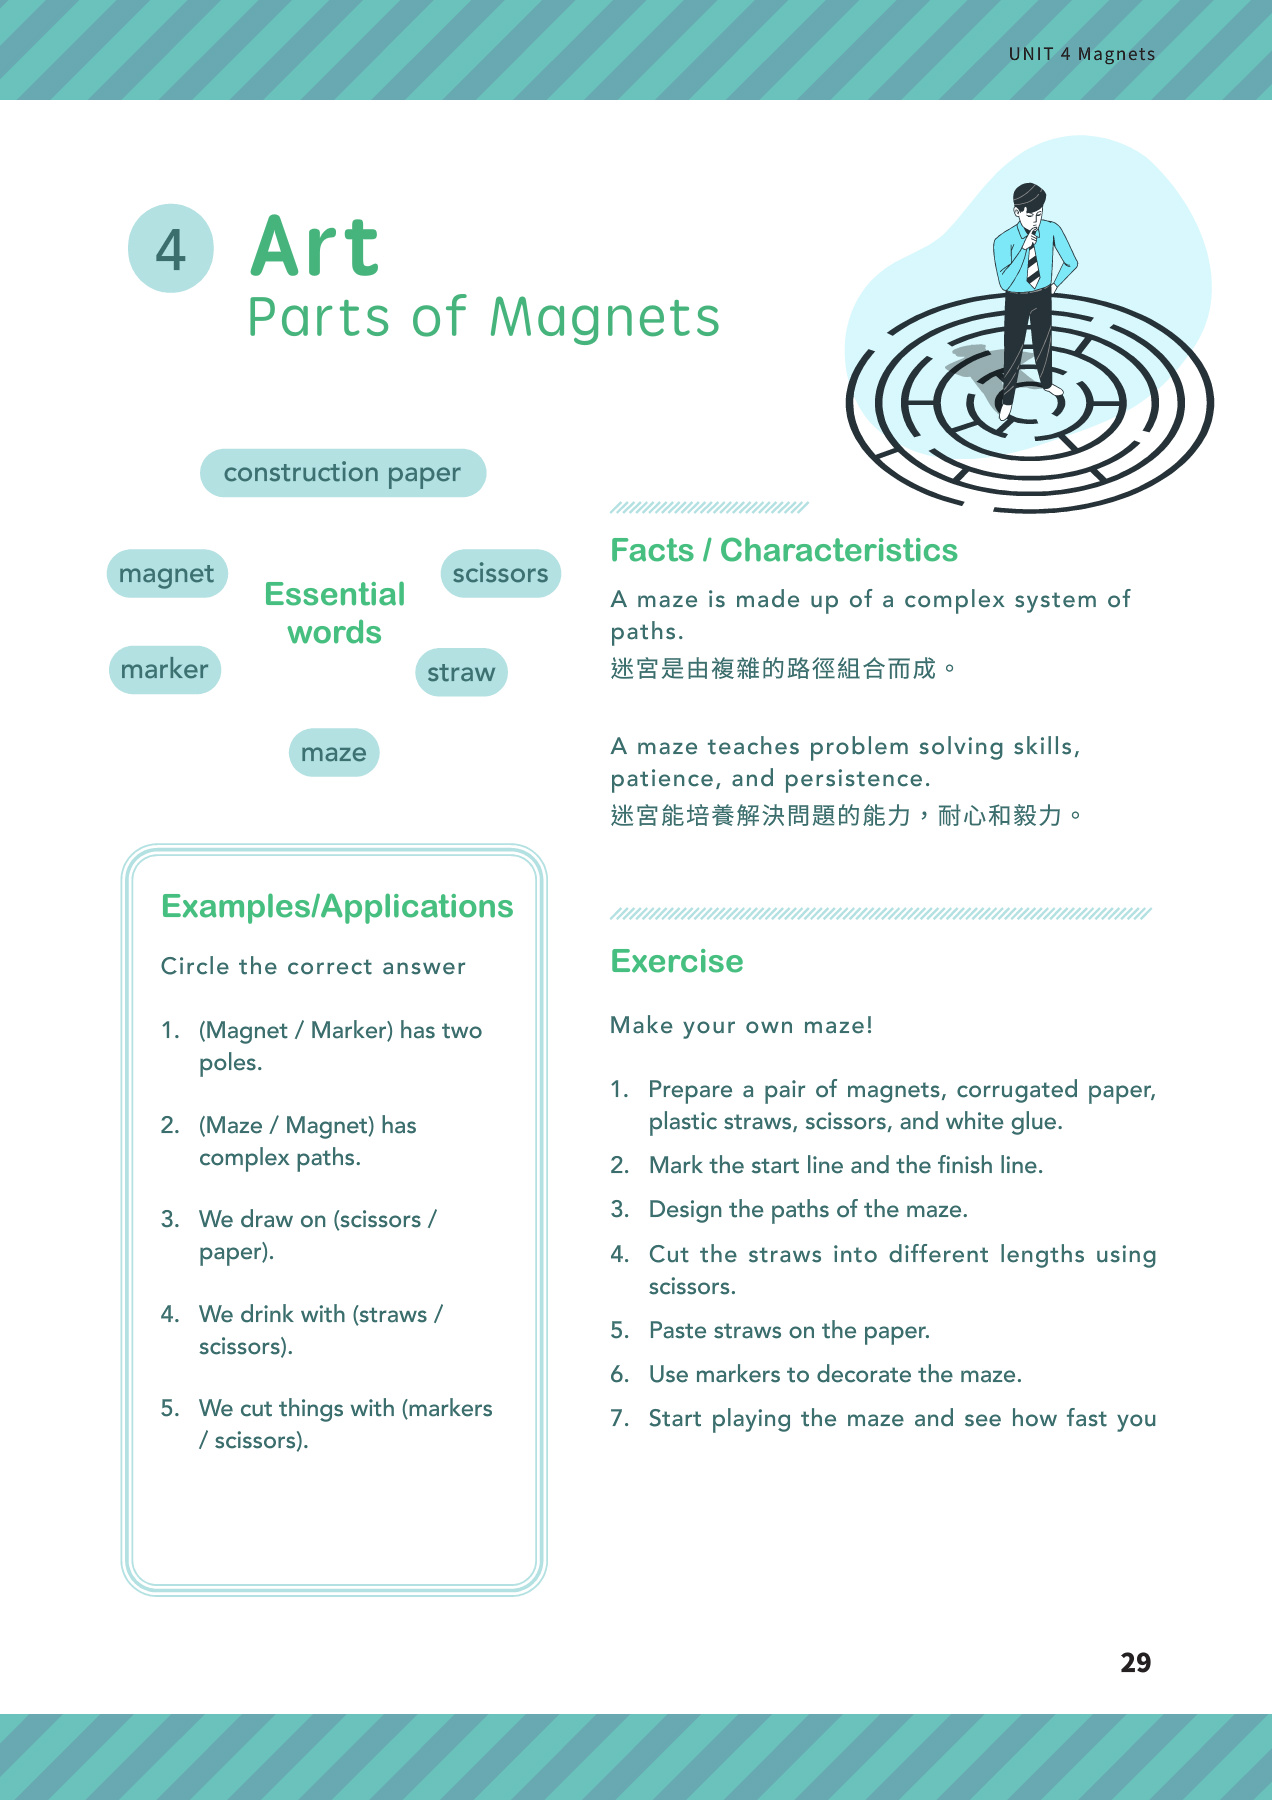 UNIT 4 Magnets
4
Art
Parts of Magnets
construction paper
magnet
scissors
Essential
words
marker
straw
maze
Facts / Characteristics
A maze is made up of a complex system of
paths.
迷宮是由複雜的路徑組合而成。
A maze teaches problem solving skills,
patience, and persistence.
迷宮能培養解決問題的能力，耐心和毅力。
Examples/Applications
Circle the correct answer
1. (Magnet / Marker) has two
poles.
2. (Maze / Magnet) has
complex paths.
3. We draw on (scissors /
paper).
4. We drink with (straws /
scissors).
5. We cut things with (markers
/ scissors).
Exercise
Make your own maze!
1. Prepare a pair of magnets, corrugated paper,
plastic straws, scissors, and white glue.
2. Mark the start line and the finish line.
3. Design the paths of the maze.
4. Cut the straws into different lengths using
scissors.
5. Paste straws on the paper.
6. Use markers to decorate the maze.
7. Start playing the maze and see how fast you
29